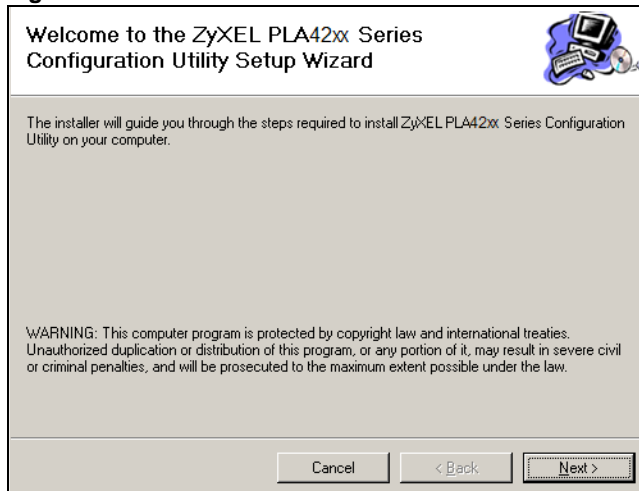 Welcome to the ZyXEL PLA42xx Series
Configuration Utility Setup Wizard
The installer will guide you through the steps required to install ZyXEL PLA42xx Series Configuration
Utility on your computer.
WARNING: This computer program is protected by copyright law and international treaties.
Unauthorized duplication or distribution of this program, or any portion of it, may result in severe civil
or criminal penalties, and will be prosecuted to the maximum extent possible under the law.
Cancel
< Back
Next >